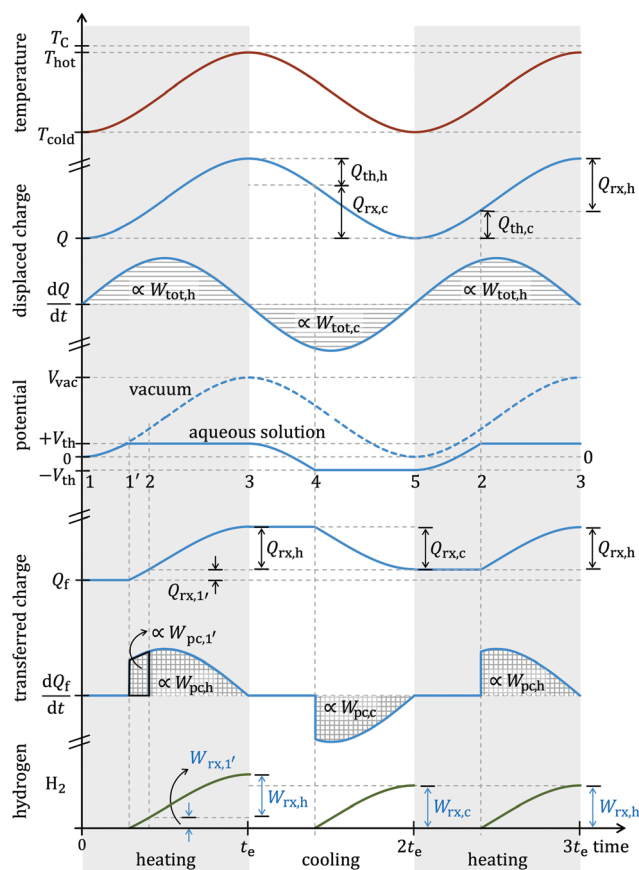 temperature
T_C
T_hot
T_cold
displaced charge
Q_th,h
Q_rx,c
Q_rx,h
Q_th,c
Q
dQ
dt
∝ W_tot,h
∝ W_tot,c
∝ W_tot,h
potential
V_vac
vacuum
aqueous solution
+V_th
0
0
−V_th
1 1′ 2 3 4 5 2 3
transferred charge
Q_rx,h
Q_rx,c
Q_rx,h
Q_f
Q_rx,1′
∝ W_pc,1′
dQ_f
dt
∝ W_pc,h
∝ W_pc,c
∝ W_pc,h
hydrogen
H₂
W_rx,1′
W_rx,h
W_rx,c
W_rx,h
0 t_e 2t_e 3t_e time
heating cooling heating